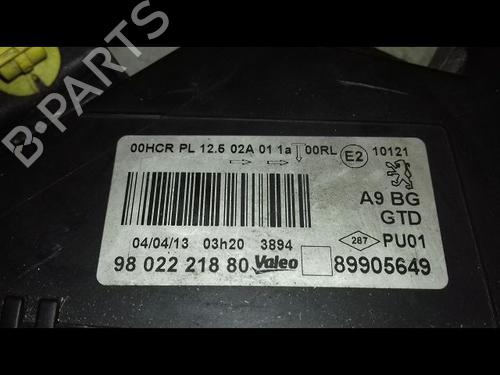 B-PARTS
00HCR PL 12.5 02A 01 1a 00RL E2 10121
A9 BG
GTD
04/04/13 03h20 3894 287 PU01
98 022 218 80 Valeo 89905649